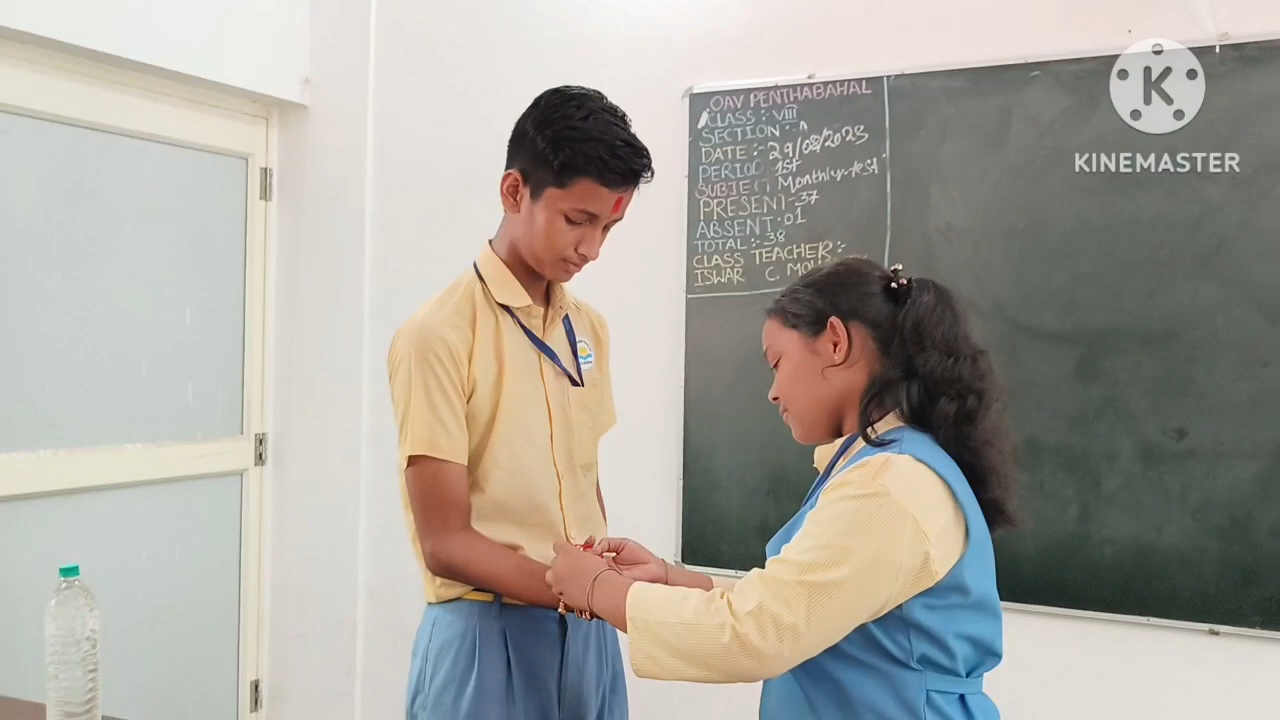 OAV PENTHABAHAL
CLASS :- VIII
SECTION :- A
DATE :- 29/08/2023
PERIOD 1st
SUBJECT Monthly-test
PRESENT-37
ABSENT-01
TOTAL :- 38
CLASS TEACHER :-
ISWAR C.
K
KINEMASTER